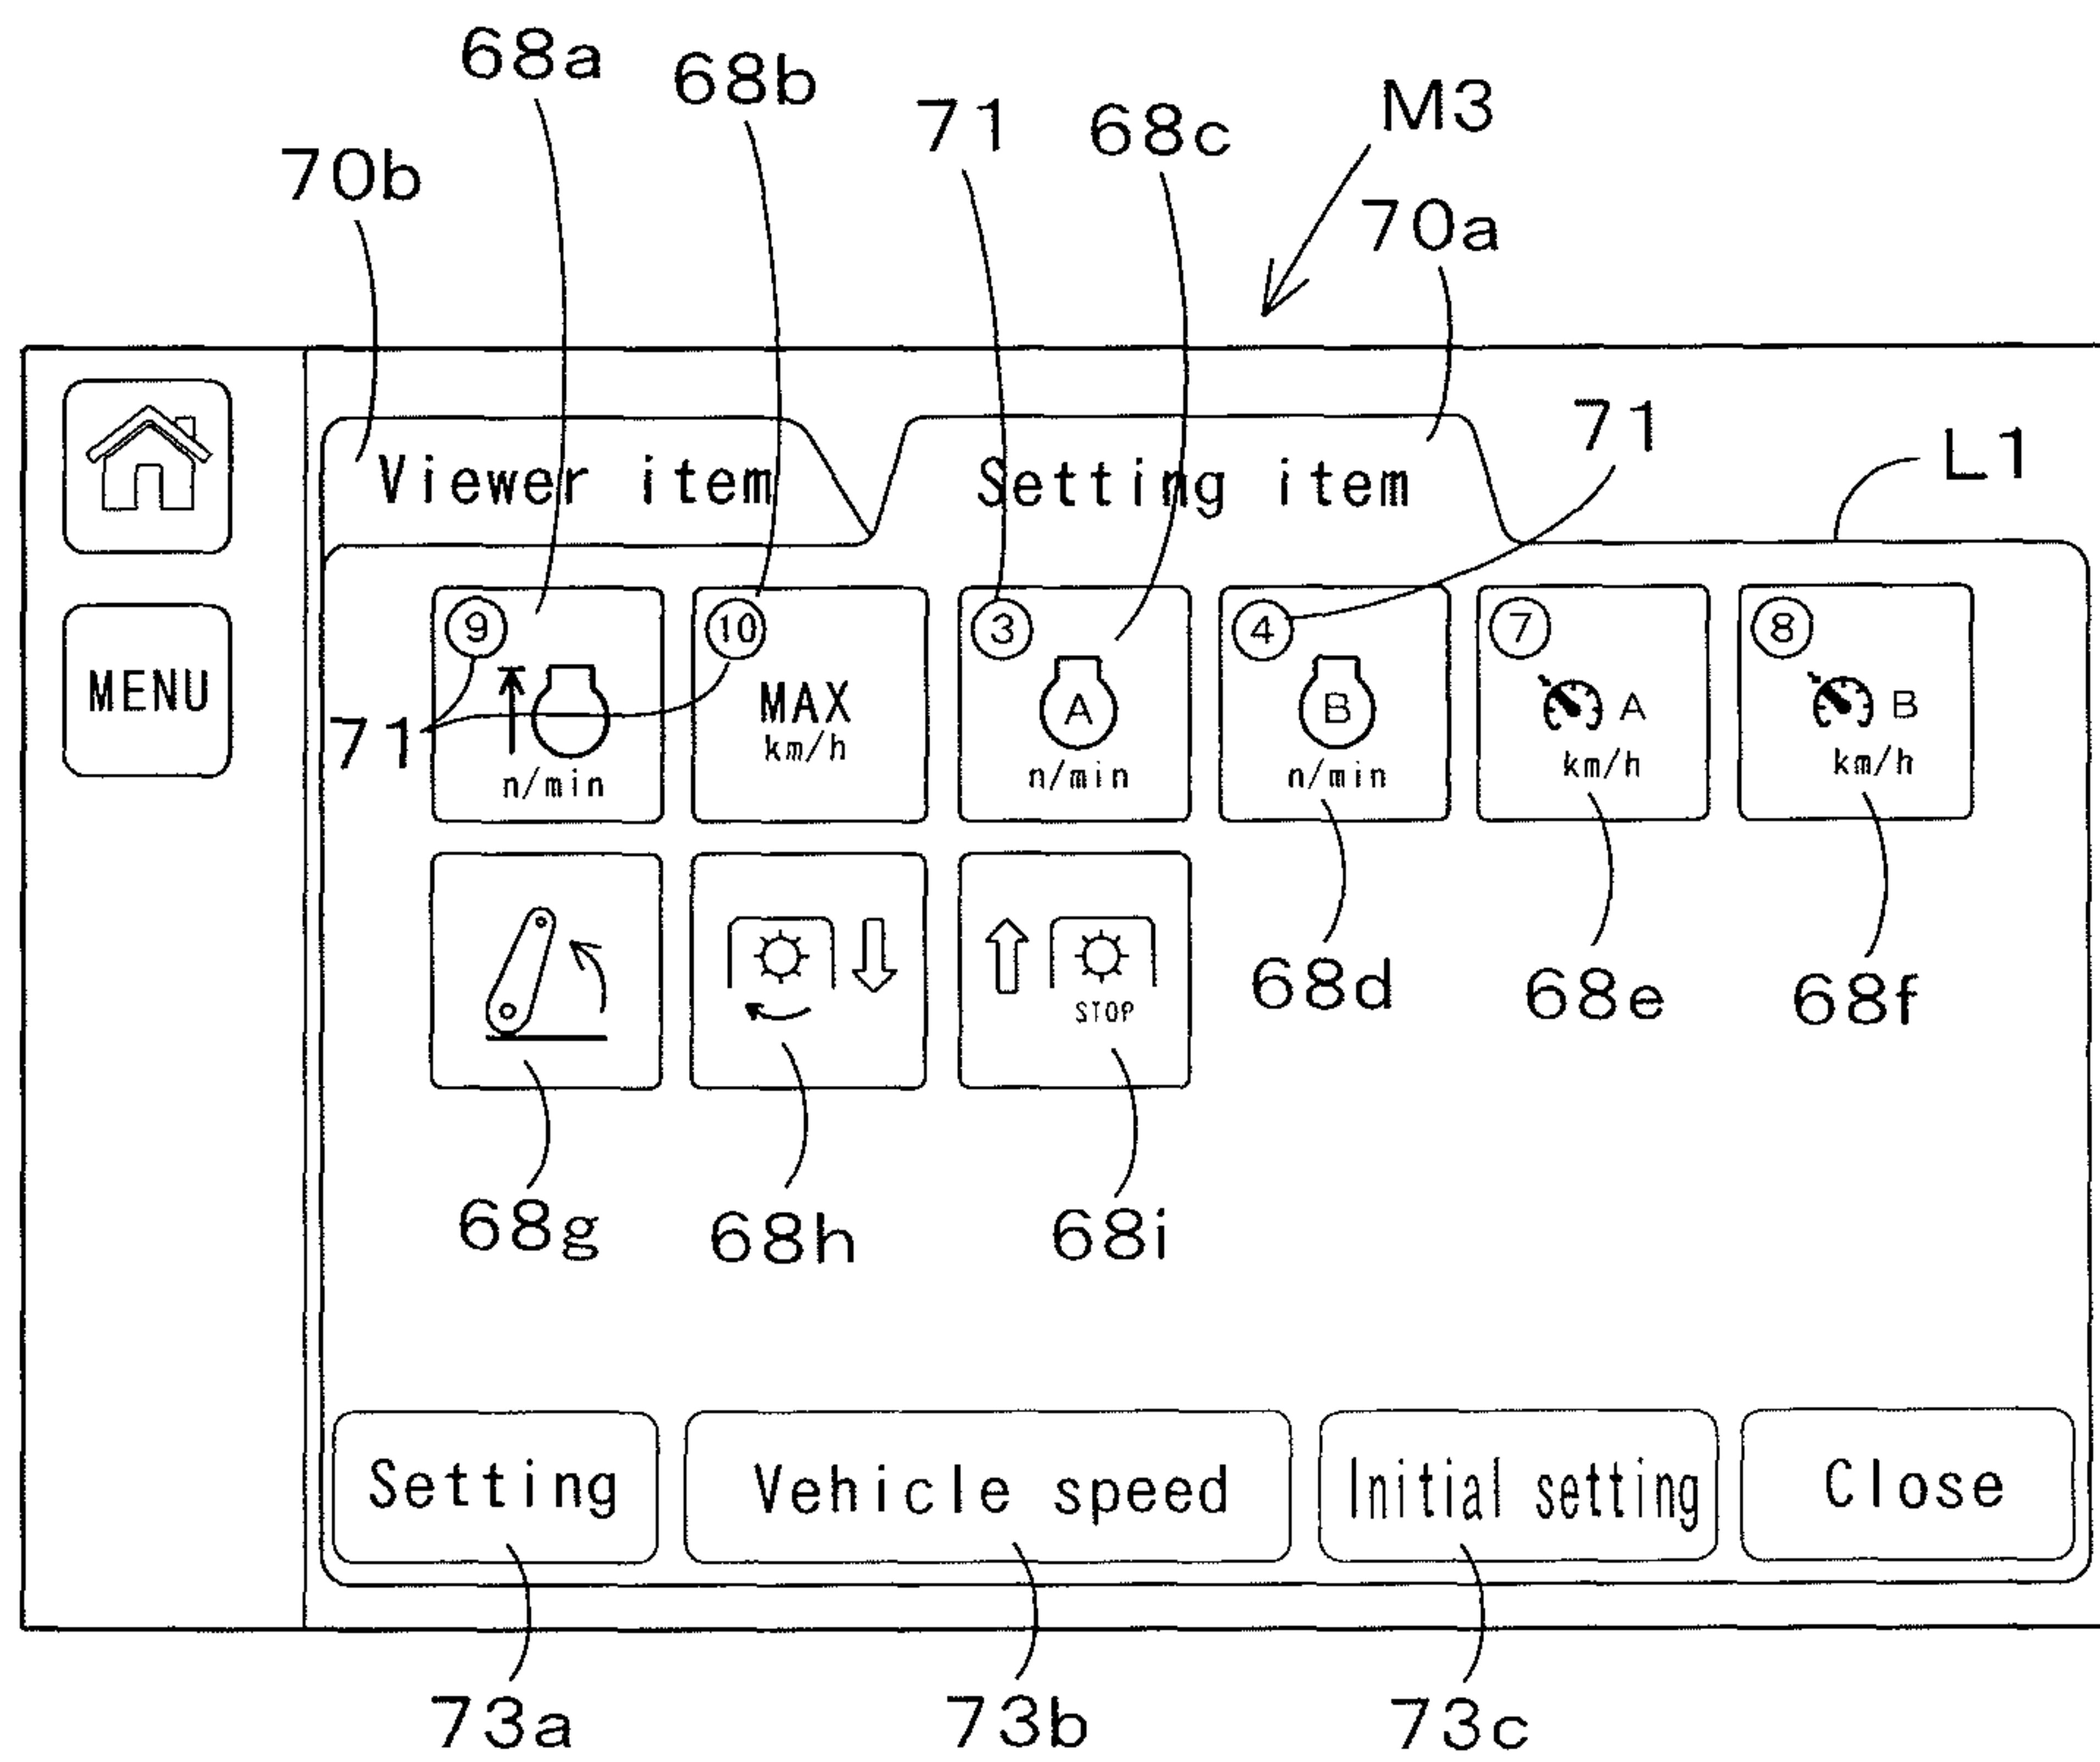 68a
68b
71
68c
M3
70b
70a
71
L1
Viewer item
Setting item
MENU
9
10
3
4
7
8
71
n/min
MAX
km/h
A
n/min
B
n/min
A
km/h
B
km/h
STOP
68d
68e
68f
68g
68h
68i
Setting
Vehicle speed
Initial setting
Close
73a
73b
73c